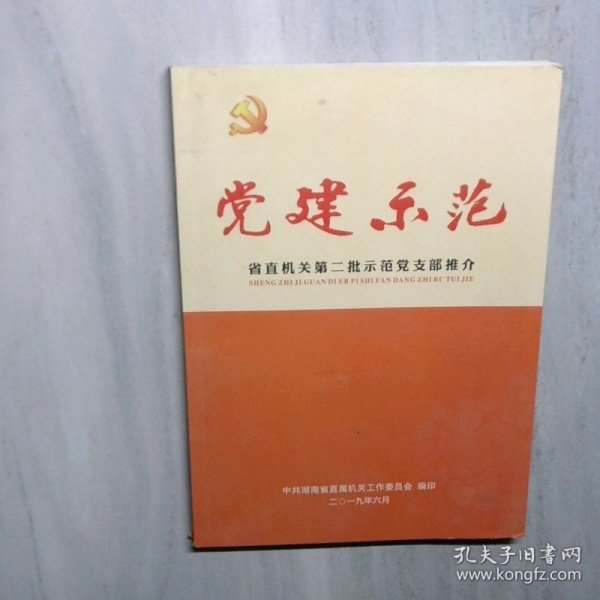 党建示范
省直机关第二批示范党支部推介
SHENG ZHI JI GUAN DI ER PI SHI FAN DANG ZHI BU TUI JIE
中共湖南省直属机关工作委员会 编印
二〇一九年六月
孔夫子旧書网
www.kongfz.com